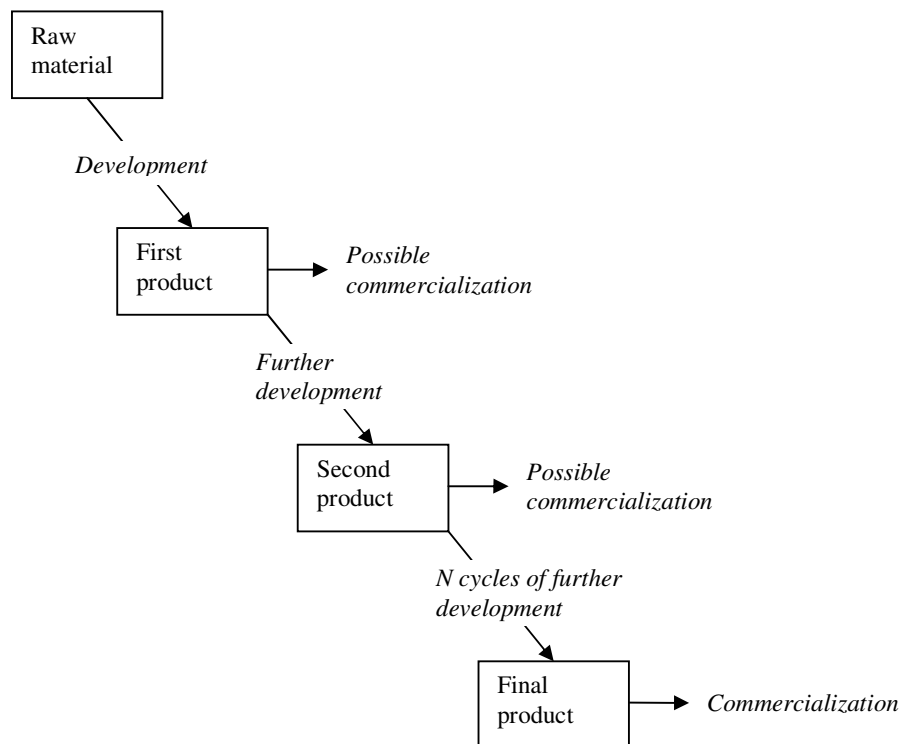 Raw
material
Development
First
product
Possible
commercialization
Further
development
Second
product
Possible
commercialization
N cycles of further
development
Final
product
Commercialization